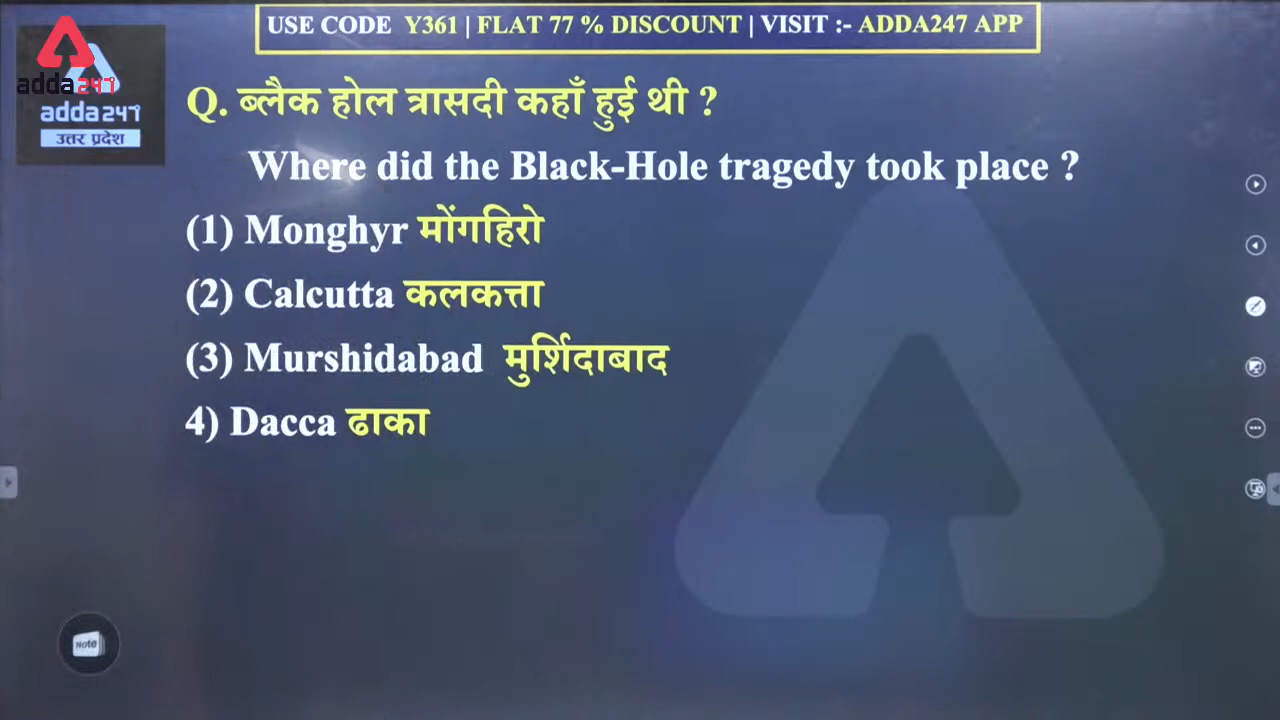 USE CODE Y361 | FLAT 77 % DISCOUNT | VISIT :- ADDA247 APP
adda247
adda247
उत्तर प्रदेश
Q. ब्लैक होल त्रासदी कहाँ हुई थी ?
Where did the Black-Hole tragedy took place ?
(1) Monghyr मोंगहिरो
(2) Calcutta कलकत्ता
(3) Murshidabad मुर्शिदाबाद
4) Dacca ढाका
Note